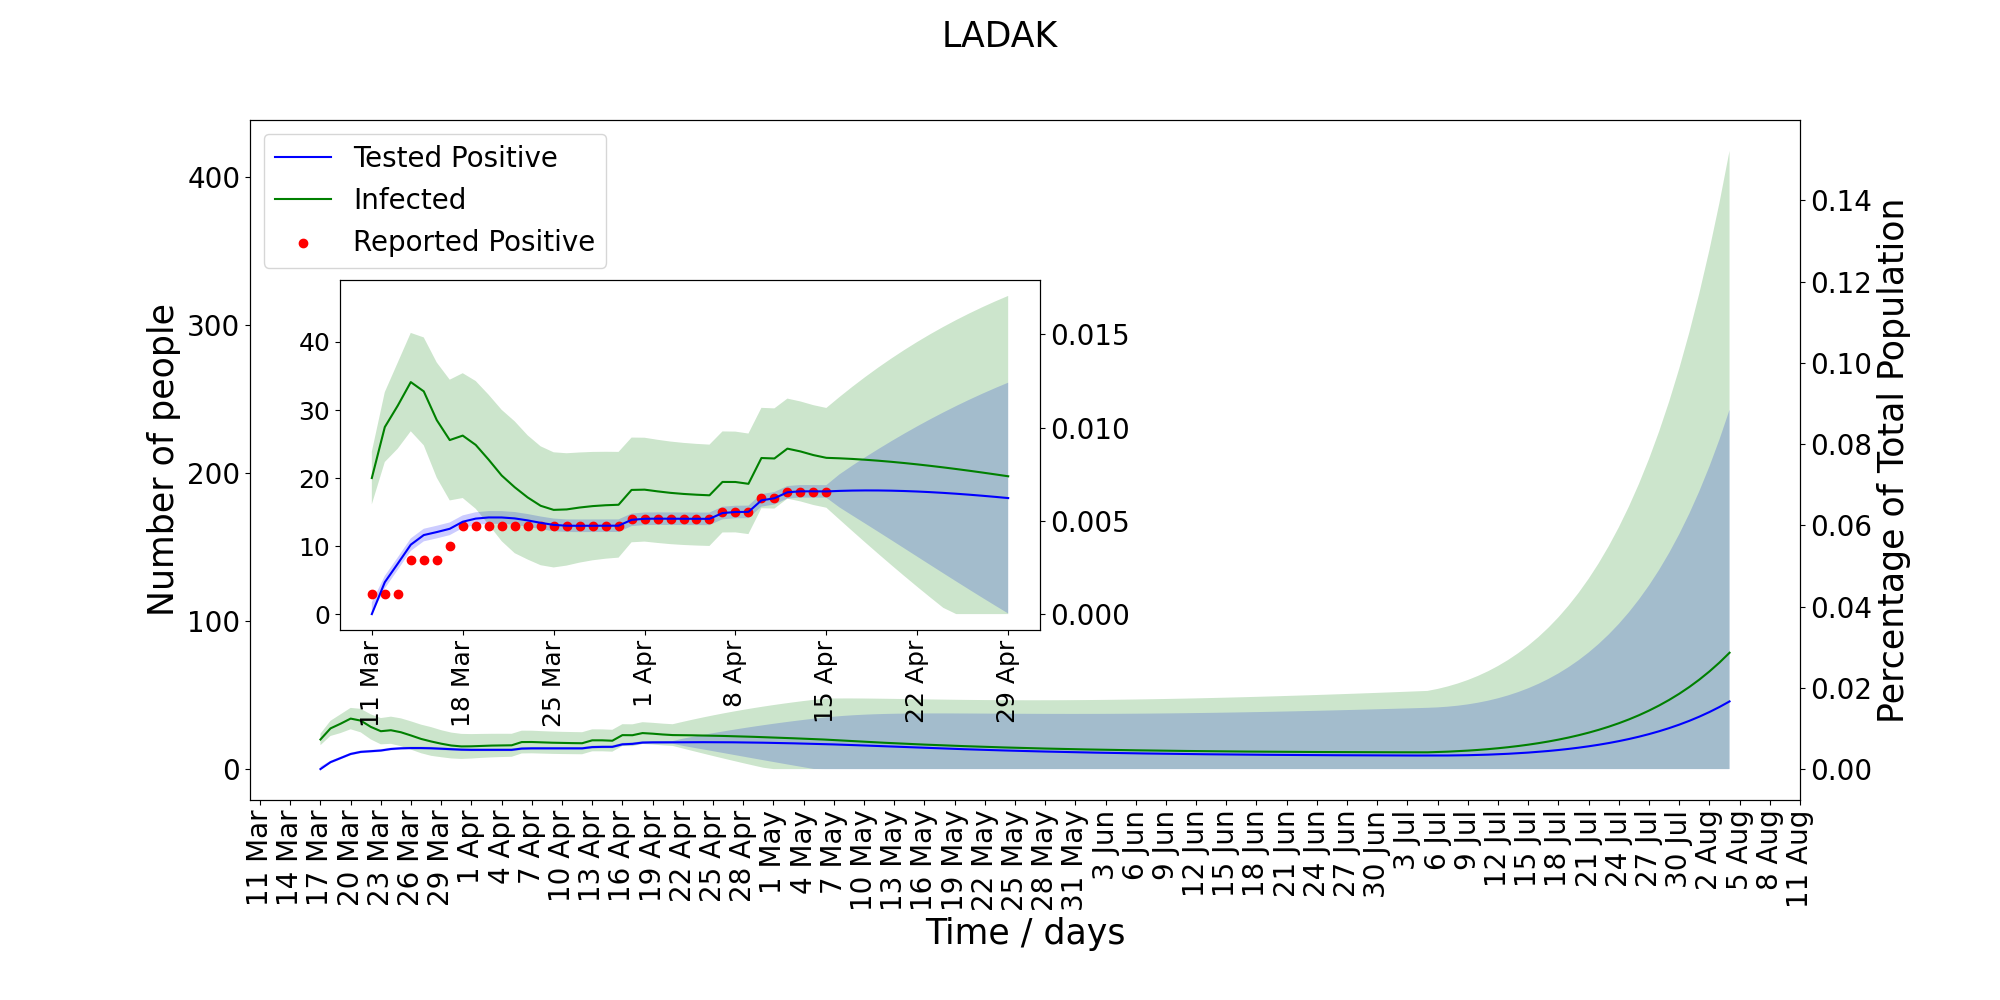 LADAK
Tested Positive
Infected
Reported Positive
Number of people
400
300
200
100
0
40
30
20
10
0
0.015
0.010
0.005
0.000
11 Mar
18 Mar
25 Mar
1 Apr
8 Apr
15 Apr
22 Apr
29 Apr
0.14
0.12
0.10
0.08
0.06
0.04
0.02
0.00
Percentage of Total Population
11 Mar
14 Mar
17 Mar
20 Mar
23 Mar
26 Mar
29 Mar
1 Apr
4 Apr
7 Apr
10 Apr
13 Apr
16 Apr
19 Apr
22 Apr
25 Apr
28 Apr
1 May
4 May
7 May
10 May
13 May
16 May
19 May
22 May
25 May
28 May
31 May
3 Jun
6 Jun
9 Jun
12 Jun
15 Jun
18 Jun
21 Jun
24 Jun
27 Jun
30 Jun
3 Jul
6 Jul
9 Jul
12 Jul
15 Jul
18 Jul
21 Jul
24 Jul
27 Jul
30 Jul
2 Aug
5 Aug
8 Aug
11 Aug
Time / days